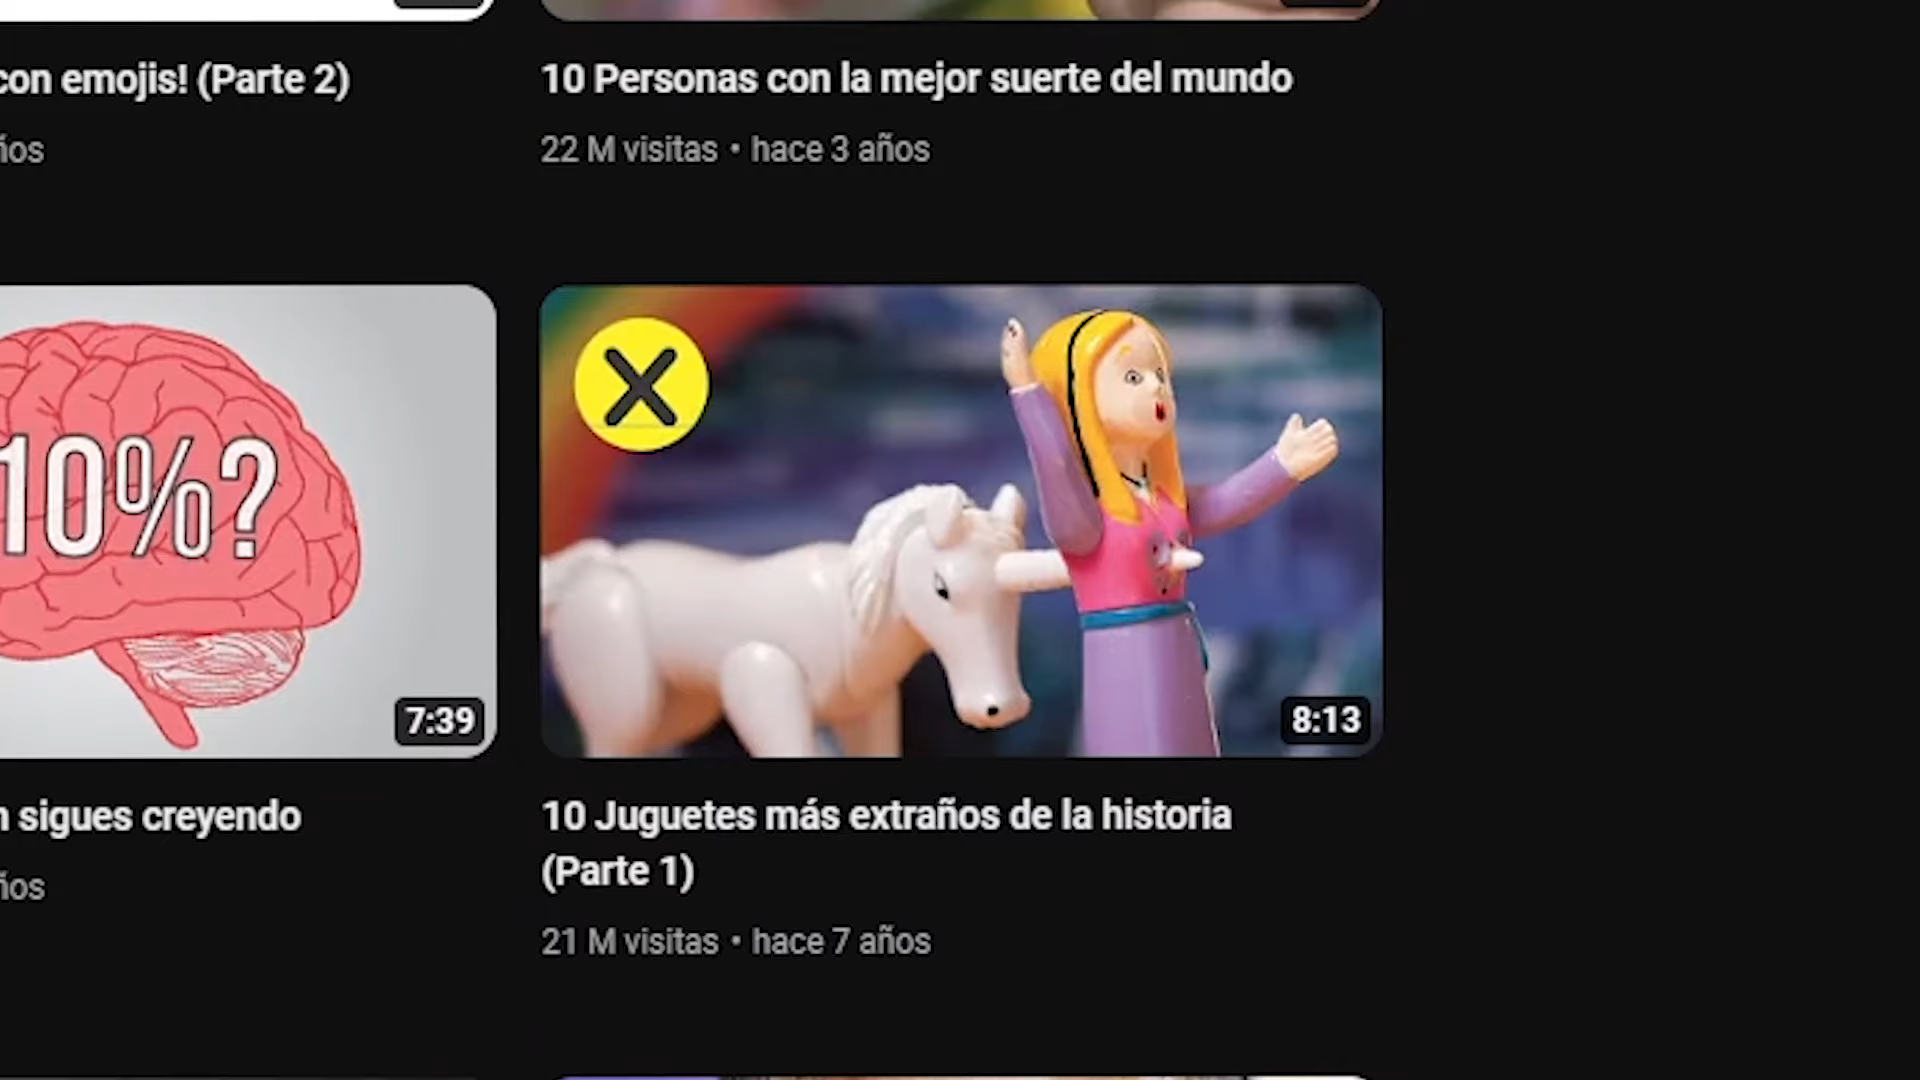 con emojis! (Parte 2)
ños
10 Personas con la mejor suerte del mundo
22 M visitas • hace 3 años
10%?
7:39
X
8:13
sigues creyendo
ños
10 Juguetes más extraños de la historia
(Parte 1)
21 M visitas • hace 7 años